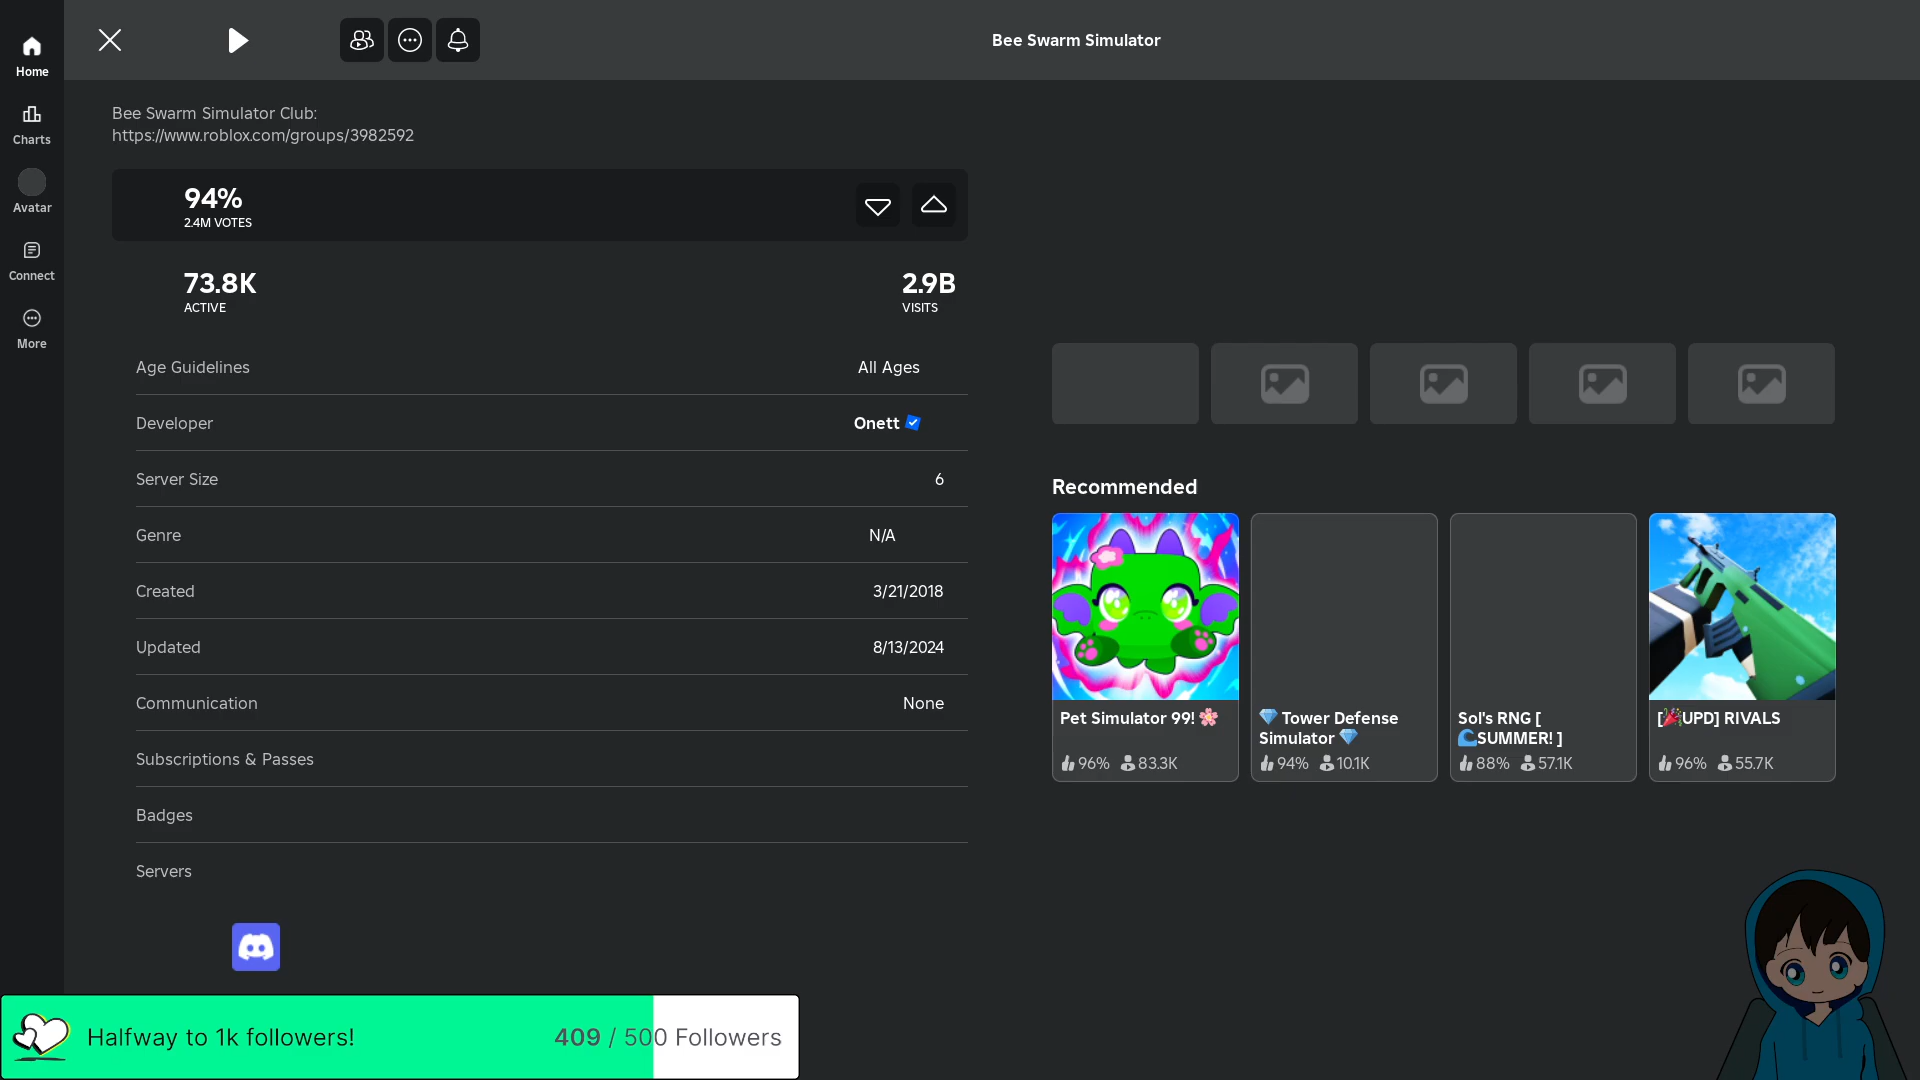 Home
Charts
Avatar
Connect
More
Bee Swarm Simulator
Bee Swarm Simulator Club:
https://www.roblox.com/groups/3982592
94%
2.4M VOTES
73.8K
ACTIVE
2.9B
VISITS
Age Guidelines
All Ages
Developer
Onett
Server Size
6
Genre
N/A
Created
3/21/2018
Updated
8/13/2024
Communication
None
Subscriptions & Passes
Badges
Servers
Recommended
Pet Simulator 99! 🌸
96% 83.3K
💎 Tower Defense
Simulator 💎
94% 10.1K
Sol's RNG [
🌊SUMMER! ]
88% 57.1K
[🎉UPD] RIVALS
96% 55.7K
Halfway to 1k followers!
409 / 500 Followers